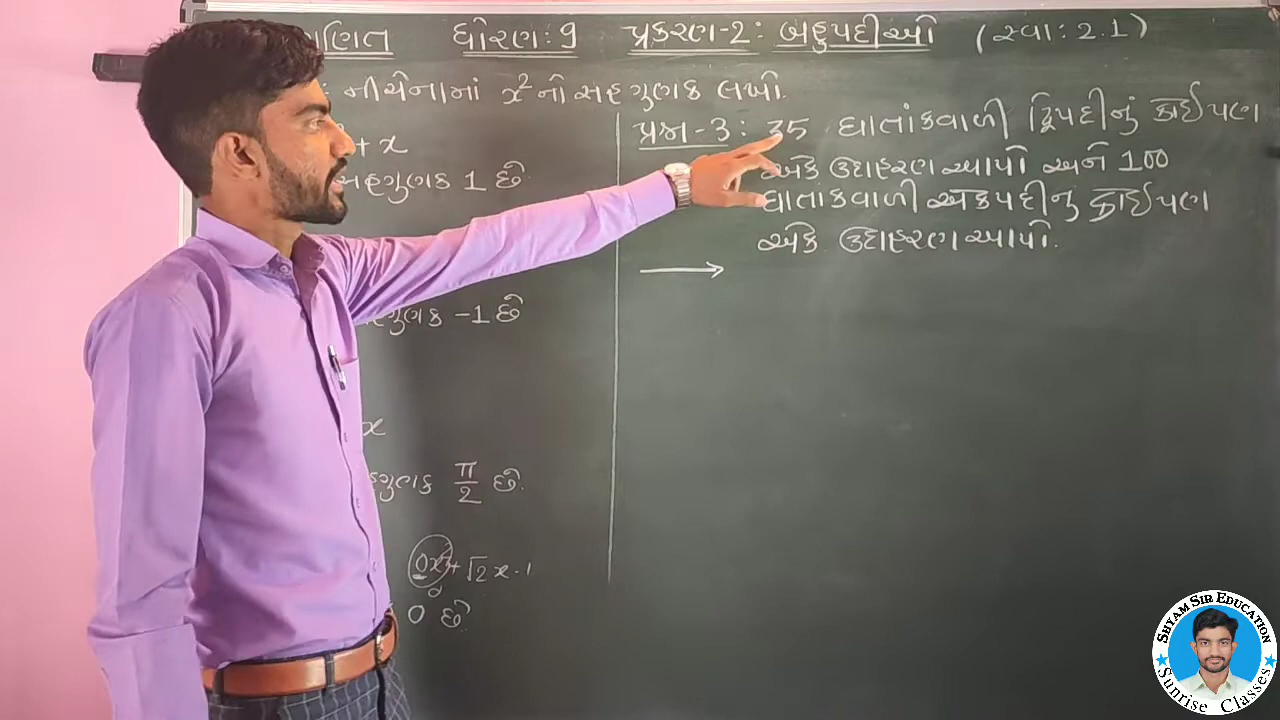 ગણિત ધોરણ: 9 પ્રકરણ-2: બહુપદીઓ (સ્વા: 2.1)
: નીચેનામાં x² નો સહગુણક લખો.
+ x
સહગુણક 1 છે
-1 છે
x
π/2 છે.
0x² + √2 x - 1
0 છે.
પ્રશ્ન-3: 35 ઘાતાંકવાળી દ્વિપદીનું કોઈપણ
એક ઉદાહરણ આપો અને 100
ઘાતાંકવાળી એકપદીનું કોઈપણ
એક ઉદાહરણ આપો.
→
SHYAM SIR EDUCATION
Sunrise Classes